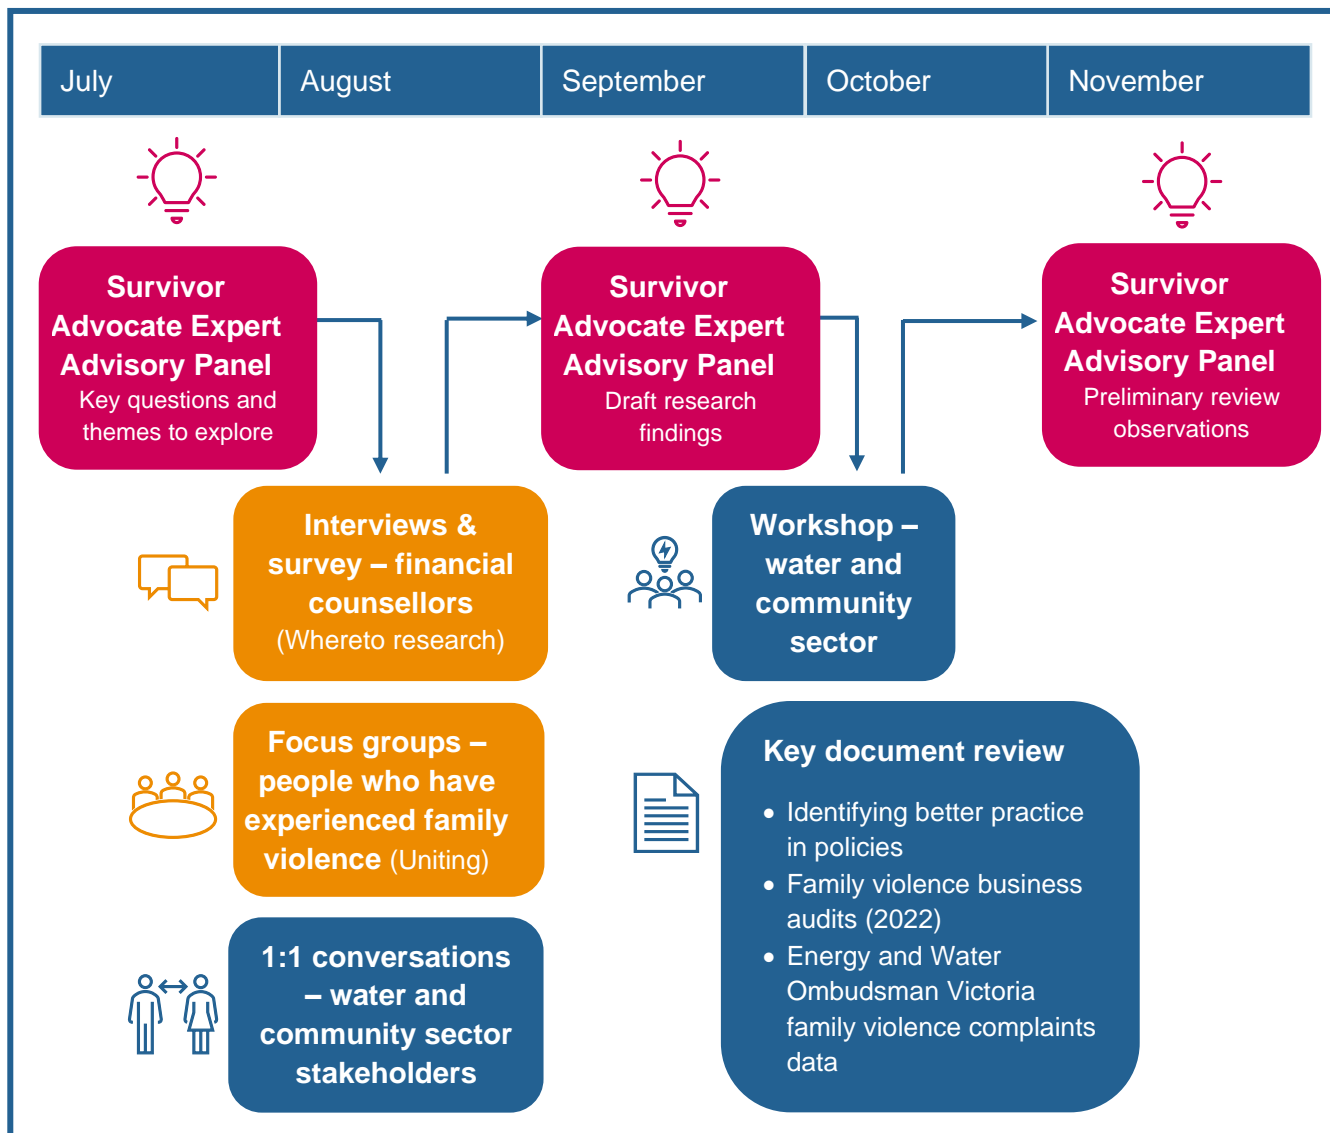 July
August
September
October
November
Survivor
Advocate Expert
Advisory Panel
Key questions and
themes to explore
Survivor
Advocate Expert
Advisory Panel
Draft research
findings
Survivor
Advocate Expert
Advisory Panel
Preliminary review
observations
Interviews &
survey – financial
counsellors
(Whereto research)
Workshop –
water and
community
sector
Focus groups –
people who have
experienced family
violence (Uniting)
Key document review
• Identifying better practice
in policies
• Family violence business
audits (2022)
• Energy and Water
Ombudsman Victoria
family violence complaints
data
1:1 conversations
– water and
community sector
stakeholders